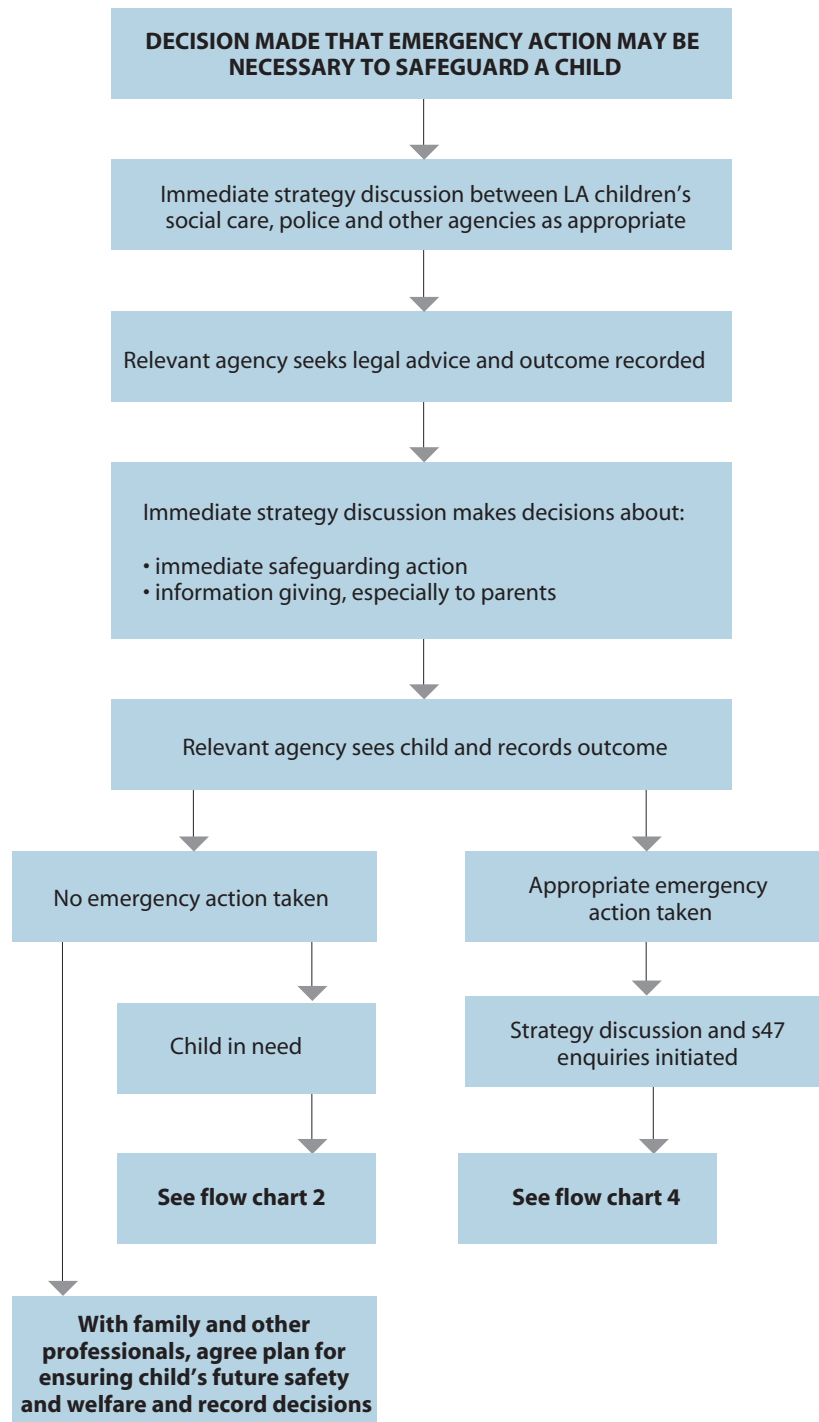 DECISION MADE THAT EMERGENCY ACTION MAY BE
NECESSARY TO SAFEGUARD A CHILD
Immediate strategy discussion between LA children’s
social care, police and other agencies as appropriate
Relevant agency seeks legal advice and outcome recorded
Immediate strategy discussion makes decisions about:
• immediate safeguarding action
• information giving, especially to parents
Relevant agency sees child and records outcome
No emergency action taken
Appropriate emergency
action taken
Child in need
Strategy discussion and s47
enquiries initiated
See flow chart 2
See flow chart 4
With family and other
professionals, agree plan for
ensuring child’s future safety
and welfare and record decisions